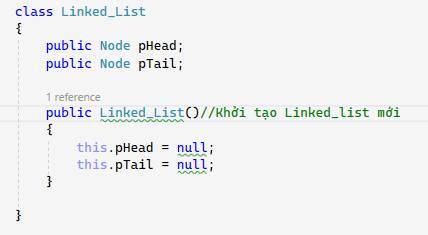 class Linked_List
{
public Node pHead;
public Node pTail;
1 reference
public Linked_List()//Khởi tạo Linked_list mới
{
this.pHead = null;
this.pTail = null;
}
}